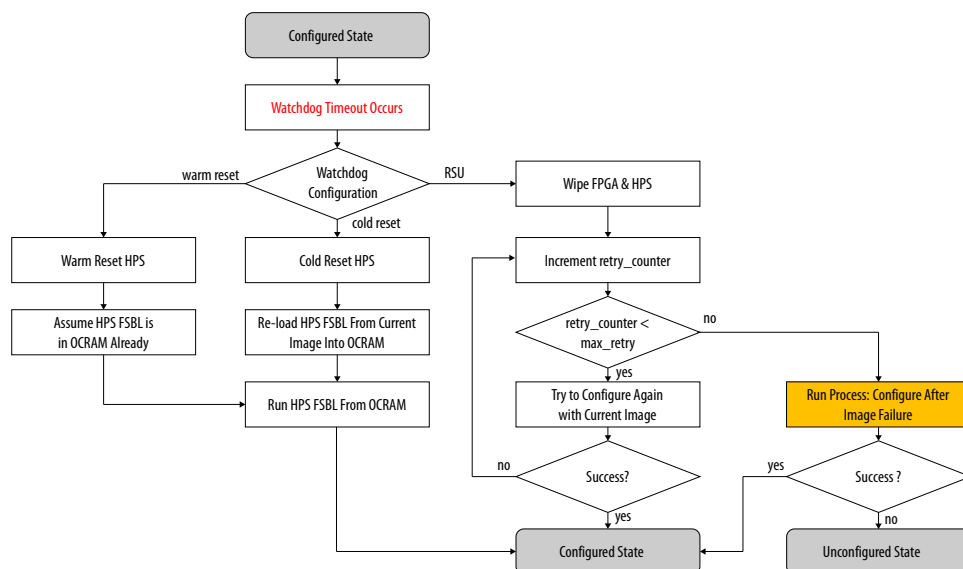 Configured State
Watchdog Timeout Occurs
Watchdog
Configuration
warm reset
RSU
cold reset
Wipe FPGA & HPS
Warm Reset HPS
Cold Reset HPS
Increment retry_counter
Assume HPS FSBL is
in OCRAM Already
Re-load HPS FSBL From Current
Image Into OCRAM
retry_counter <
max_retry
no
yes
Run HPS FSBL From OCRAM
Try to Configure Again
with Current Image
Run Process: Configure After
Image Failure
no
Success?
yes
yes
Success ?
no
Configured State
Unconfigured State